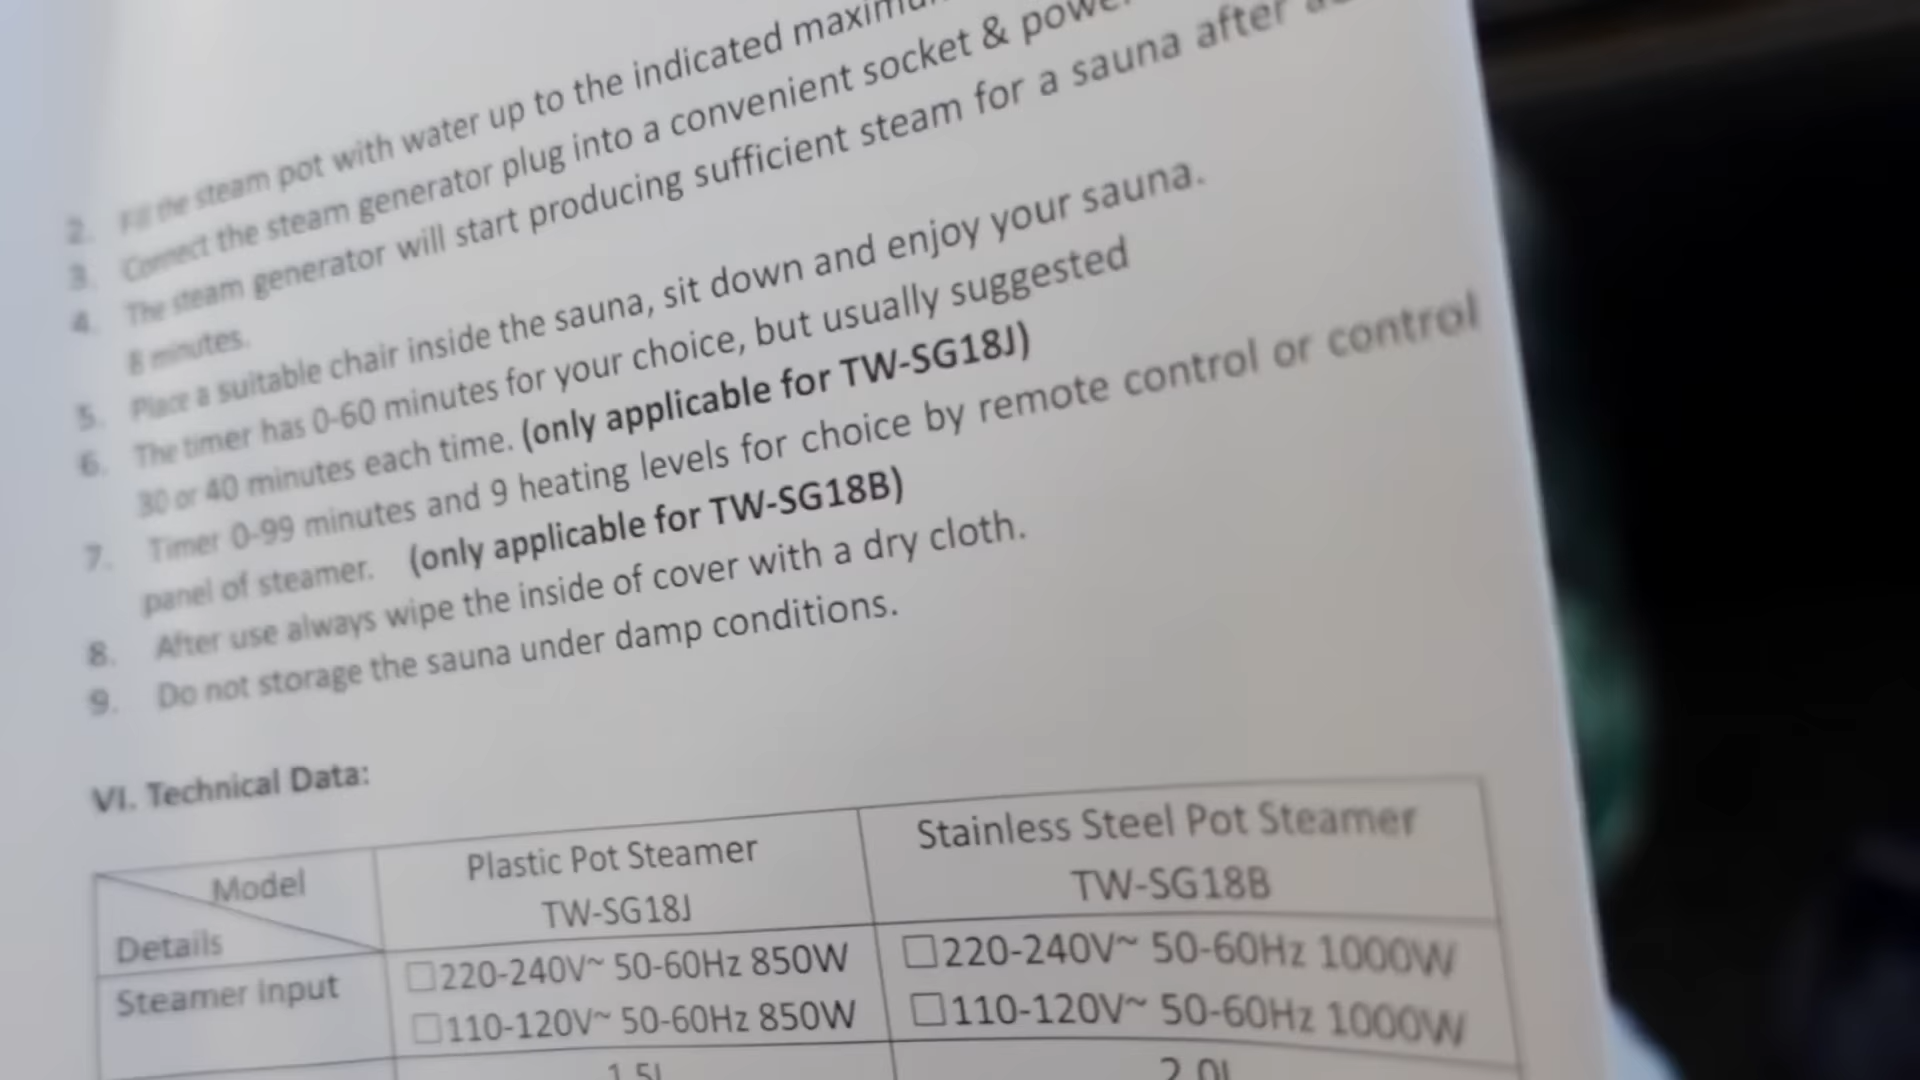 2. Fill the steam pot with water up to the indicated
3. Connect the steam generator plug into a convenient socket &
4. The steam generator will start producing sufficient steam for a sauna after
8 minutes.
5. Place a suitable chair inside the sauna, sit down and enjoy your sauna.
6. The timer has 0-60 minutes for your choice, but usually suggested
30 or 40 minutes each time. (only applicable for TW-SG18J)
7. Timer 0-99 minutes and 9 heating levels for choice by remote control or control
panel of steamer. (only applicable for TW-SG18B)
8. After use always wipe the inside of cover with a dry cloth.
9. Do not storage the sauna under damp conditions.
VI. Technical Data:
Model
Details
Plastic Pot Steamer
TW-SG18J
Stainless Steel Pot Steamer
TW-SG18B
Steamer Input
□220-240V~ 50-60Hz 850W
□110-120V~ 50-60Hz 850W
□220-240V~ 50-60Hz 1000W
□110-120V~ 50-60Hz 1000W
1.5L
2.0L